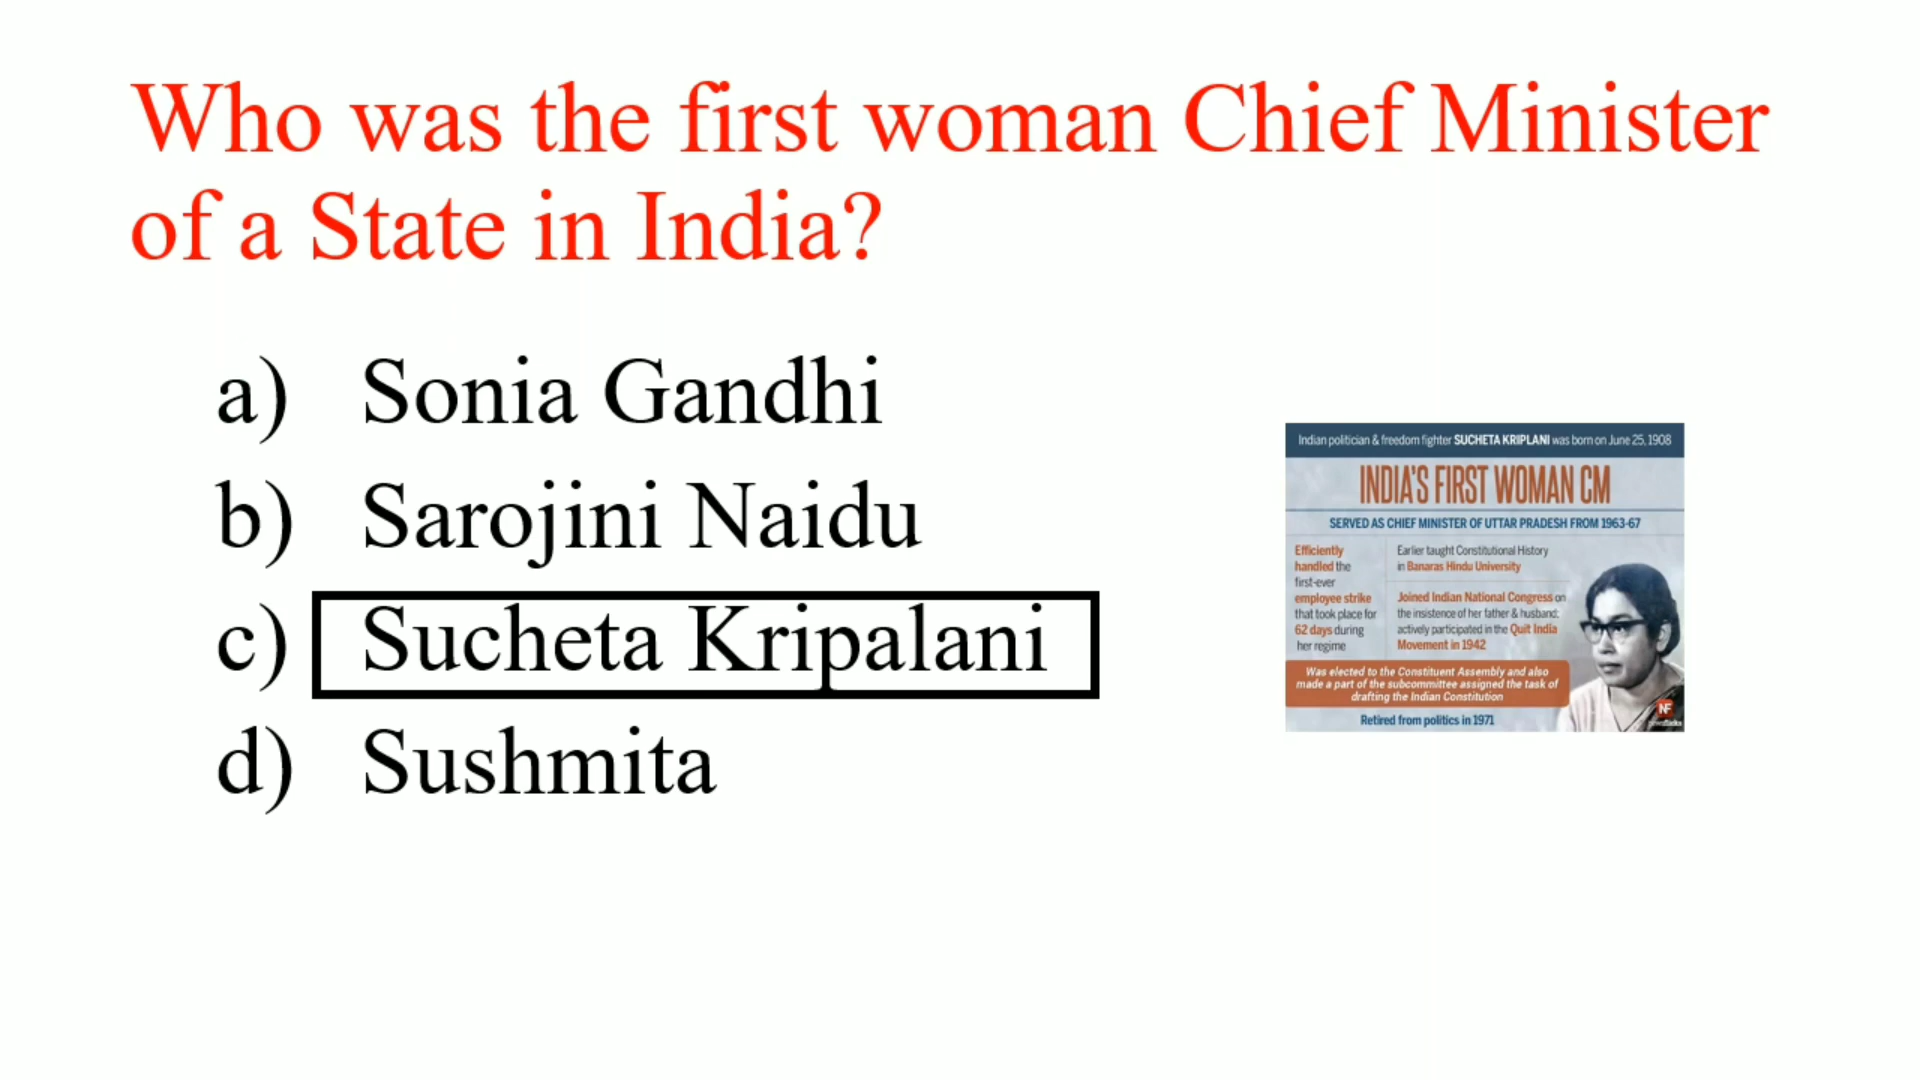 Who was the first woman Chief Minister
of a State in India?
a) Sonia Gandhi
b) Sarojini Naidu
c) Sucheta Kripalani
d) Sushmita
Indian politician & freedom fighter SUCHETA KRIPLANI was born on June 25, 1908
INDIA'S FIRST WOMAN CM
SERVED AS CHIEF MINISTER OF UTTAR PRADESH FROM 1963-67
Efficiently
handled the
first-ever
employee strike
that took place for
62 days during
her regime
Earlier taught Constitutional History
in Banaras Hindu University
Joined Indian National Congress on
the insistence of her father & husband;
actively participated in the Quit India
Movement in 1942
Was elected to the Constituent Assembly and also
made a part of the subcommittee assigned the task of
drafting the Indian Constitution
Retired from politics in 1971
NF